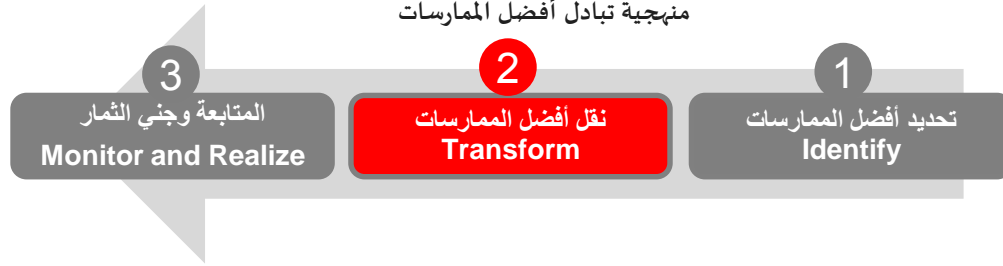 منهجية تبادل أفضل الممارسات
1
تحديد أفضل الممارسات
Identify
2
نقل أفضل الممارسات
Transform
3
المتابعة وجني الثمار
Monitor and Realize